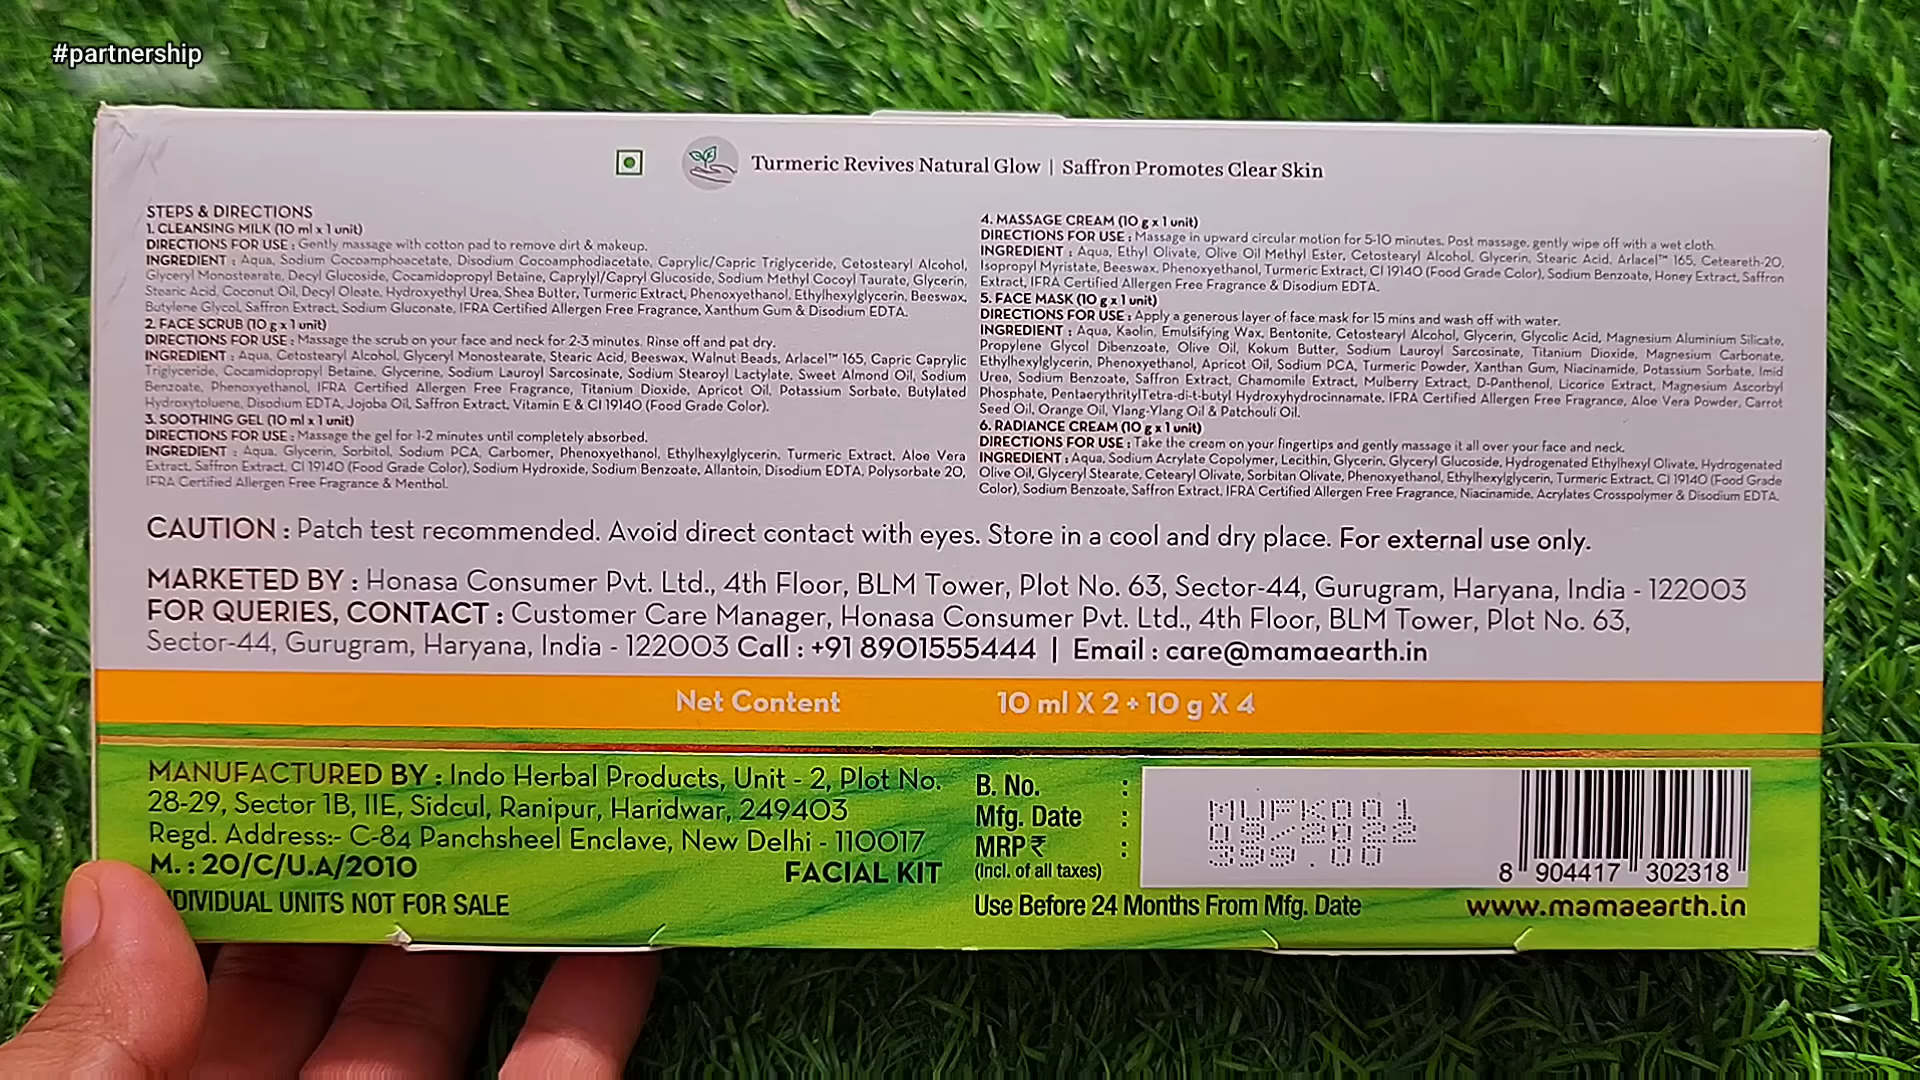 #partnership
Turmeric Revives Natural Glow | Saffron Promotes Clear Skin
STEPS & DIRECTIONS
1. CLEANSING MILK (10 ml x 1 unit)
DIRECTIONS FOR USE : Gently massage with cotton pad to remove dirt & makeup.
INGREDIENT : Aqua, Sodium Cocoamphoacetate, Disodium Cocoamphodiacetate, Caprylic/Capric Triglyceride, Cetostearyl Alcohol,
Glyceryl Monostearate, Decyl Glucoside, Cocamidopropyl Betaine, Caprylyl/Capryl Glucoside, Sodium Methyl Cocoyl Taurate, Glycerin,
Stearic Acid, Coconut Oil, Decyl Oleate, Hydroxyethyl Urea, Shea Butter, Turmeric Extract, Phenoxyethanol, Ethylhexylglycerin, Beeswax,
Butylene Glycol, Saffron Extract, Sodium Gluconate, IFRA Certified Allergen Free Fragrance, Xanthum Gum & Disodium EDTA.
2. FACE SCRUB (10 g x 1 unit)
DIRECTIONS FOR USE : Massage the scrub on your face and neck for 2-3 minutes. Rinse off and pat dry.
INGREDIENT : Aqua, Cetostearyl Alcohol, Glyceryl Monostearate, Stearic Acid, Beeswax, Walnut Beads, Arlacel™ 165, Capric Caprylic
Triglyceride, Cocamidopropyl Betaine, Glycerine, Sodium Lauroyl Sarcosinate, Sodium Stearoyl Lactylate, Sweet Almond Oil, Sodium
Benzoate, Phenoxyethanol, IFRA Certified Allergen Free Fragrance, Titanium Dioxide, Apricot Oil, Potassium Sorbate, Butylated
Hydroxytoluene, Disodium EDTA, Jojoba Oil, Saffron Extract, Vitamin E & CI 19140 (Food Grade Color).
3. SOOTHING GEL (10 ml x 1 unit)
DIRECTIONS FOR USE : Massage the gel for 1-2 minutes until completely absorbed.
INGREDIENT : Aqua, Glycerin, Sorbitol, Sodium PCA, Carbomer, Phenoxyethanol, Ethylhexylglycerin, Turmeric Extract, Aloe Vera
Extract, Saffron Extract, CI 19140 (Food Grade Color), Sodium Hydroxide, Sodium Benzoate, Allantoin, Disodium EDTA, Polysorbate 20,
IFRA Certified Allergen Free Fragrance & Menthol.
4. MASSAGE CREAM (10 g x 1 unit)
DIRECTIONS FOR USE : Massage in upward circular motion for 5-10 minutes. Post massage, gently wipe off with a wet cloth.
INGREDIENT : Aqua, Ethyl Olivate, Olive Oil Methyl Ester, Cetostearyl Alcohol, Glycerin, Stearic Acid, Arlacel™ 165, Ceteareth-20,
Isopropyl Myristate, Beeswax, Phenoxyethanol, Turmeric Extract, CI 19140 (Food Grade Color), Sodium Benzoate, Honey Extract, Saffron
Extract, IFRA Certified Allergen Free Fragrance & Disodium EDTA.
5. FACE MASK (10 g x 1 unit)
DIRECTIONS FOR USE : Apply a generous layer of face mask for 15 mins and wash off with water.
INGREDIENT : Aqua, Kaolin, Emulsifying Wax, Bentonite, Cetostearyl Alcohol, Glycerin, Glycolic Acid, Magnesium Aluminium Silicate,
Propylene Glycol Dibenzoate, Olive Oil, Kokum Butter, Sodium Lauroyl Sarcosinate, Titanium Dioxide, Magnesium Carbonate,
Ethylhexylglycerin, Phenoxyethanol, Apricot Oil, Sodium PCA, Turmeric Powder, Xanthan Gum, Niacinamide, Potassium Sorbate, Imid
Urea, Sodium Benzoate, Saffron Extract, Chamomile Extract, Mulberry Extract, D-Panthenol, Licorice Extract, Magnesium Ascorbyl
Phosphate, PentaerythritylTetra-di-t-butyl Hydroxyhydrocinnamate, IFRA Certified Allergen Free Fragrance, Aloe Vera Powder, Carrot
Seed Oil, Orange Oil, Ylang-Ylang Oil & Patchouli Oil.
6. RADIANCE CREAM (10 g x 1 unit)
DIRECTIONS FOR USE : Take the cream on your fingertips and gently massage it all over your face and neck.
INGREDIENT : Aqua, Sodium Acrylate Copolymer, Lecithin, Glycerin, Glyceryl Glucoside, Hydrogenated Ethylhexyl Olivate, Hydrogenated
Olive Oil, Glyceryl Stearate, Cetearyl Olivate, Sorbitan Olivate, Phenoxyethanol, Ethylhexylglycerin, Turmeric Extract, CI 19140 (Food Grade
Color), Sodium Benzoate, Saffron Extract, IFRA Certified Allergen Free Fragrance, Niacinamide, Acrylates Crosspolymer & Disodium EDTA.
CAUTION : Patch test recommended. Avoid direct contact with eyes. Store in a cool and dry place. For external use only.
MARKETED BY : Honasa Consumer Pvt. Ltd., 4th Floor, BLM Tower, Plot No. 63, Sector-44, Gurugram, Haryana, India - 122003
FOR QUERIES, CONTACT : Customer Care Manager, Honasa Consumer Pvt. Ltd., 4th Floor, BLM Tower, Plot No. 63,
Sector-44, Gurugram, Haryana, India - 122003 Call : +91 8901555444 | Email : care@mamaearth.in
Net Content 10 ml X 2 + 10 g X 4
MANUFACTURED BY : Indo Herbal Products, Unit - 2, Plot No.
28-29, Sector 1B, IIE, Sidcul, Ranipur, Haridwar, 249403
Regd. Address:- C-84 Panchsheel Enclave, New Delhi - 110017
M. : 20/C/U.A/2010 FACIAL KIT
DIVIDUAL UNITS NOT FOR SALE
B. No. : MUFK001
Mfg. Date : 09/2022
MRP ₹ : 399.00
(Incl. of all taxes)
Use Before 24 Months From Mfg. Date
8 904417 302318
www.mamaearth.in